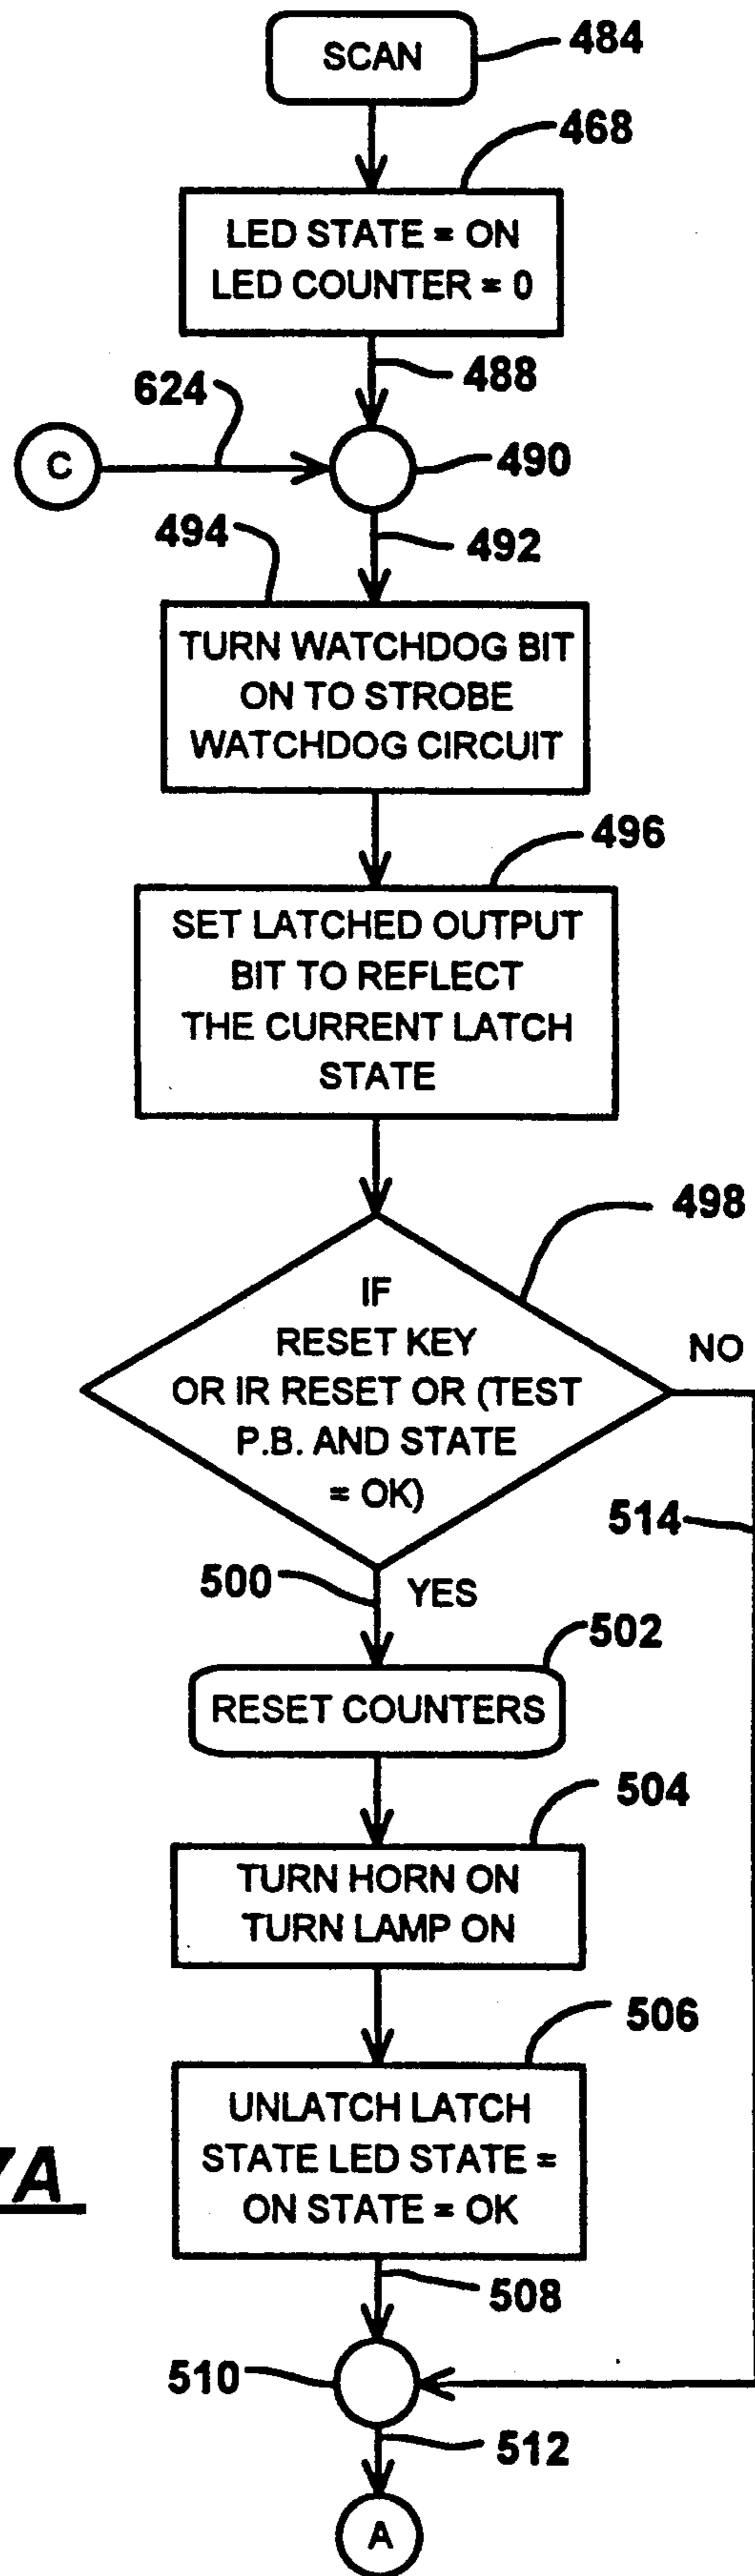 SCAN
484
468
LED STATE = ON
LED COUNTER = 0
488
624
C
490
494
492
TURN WATCHDOG BIT
ON TO STROBE
WATCHDOG CIRCUIT
496
SET LATCHED OUTPUT
BIT TO REFLECT
THE CURRENT LATCH
STATE
498
IF
RESET KEY
OR IR RESET OR (TEST
P.B. AND STATE
= OK)
NO
514
500
YES
502
RESET COUNTERS
504
TURN HORN ON
TURN LAMP ON
506
UNLATCH LATCH
STATE LED STATE =
ON STATE = OK
7A
508
510
512
A